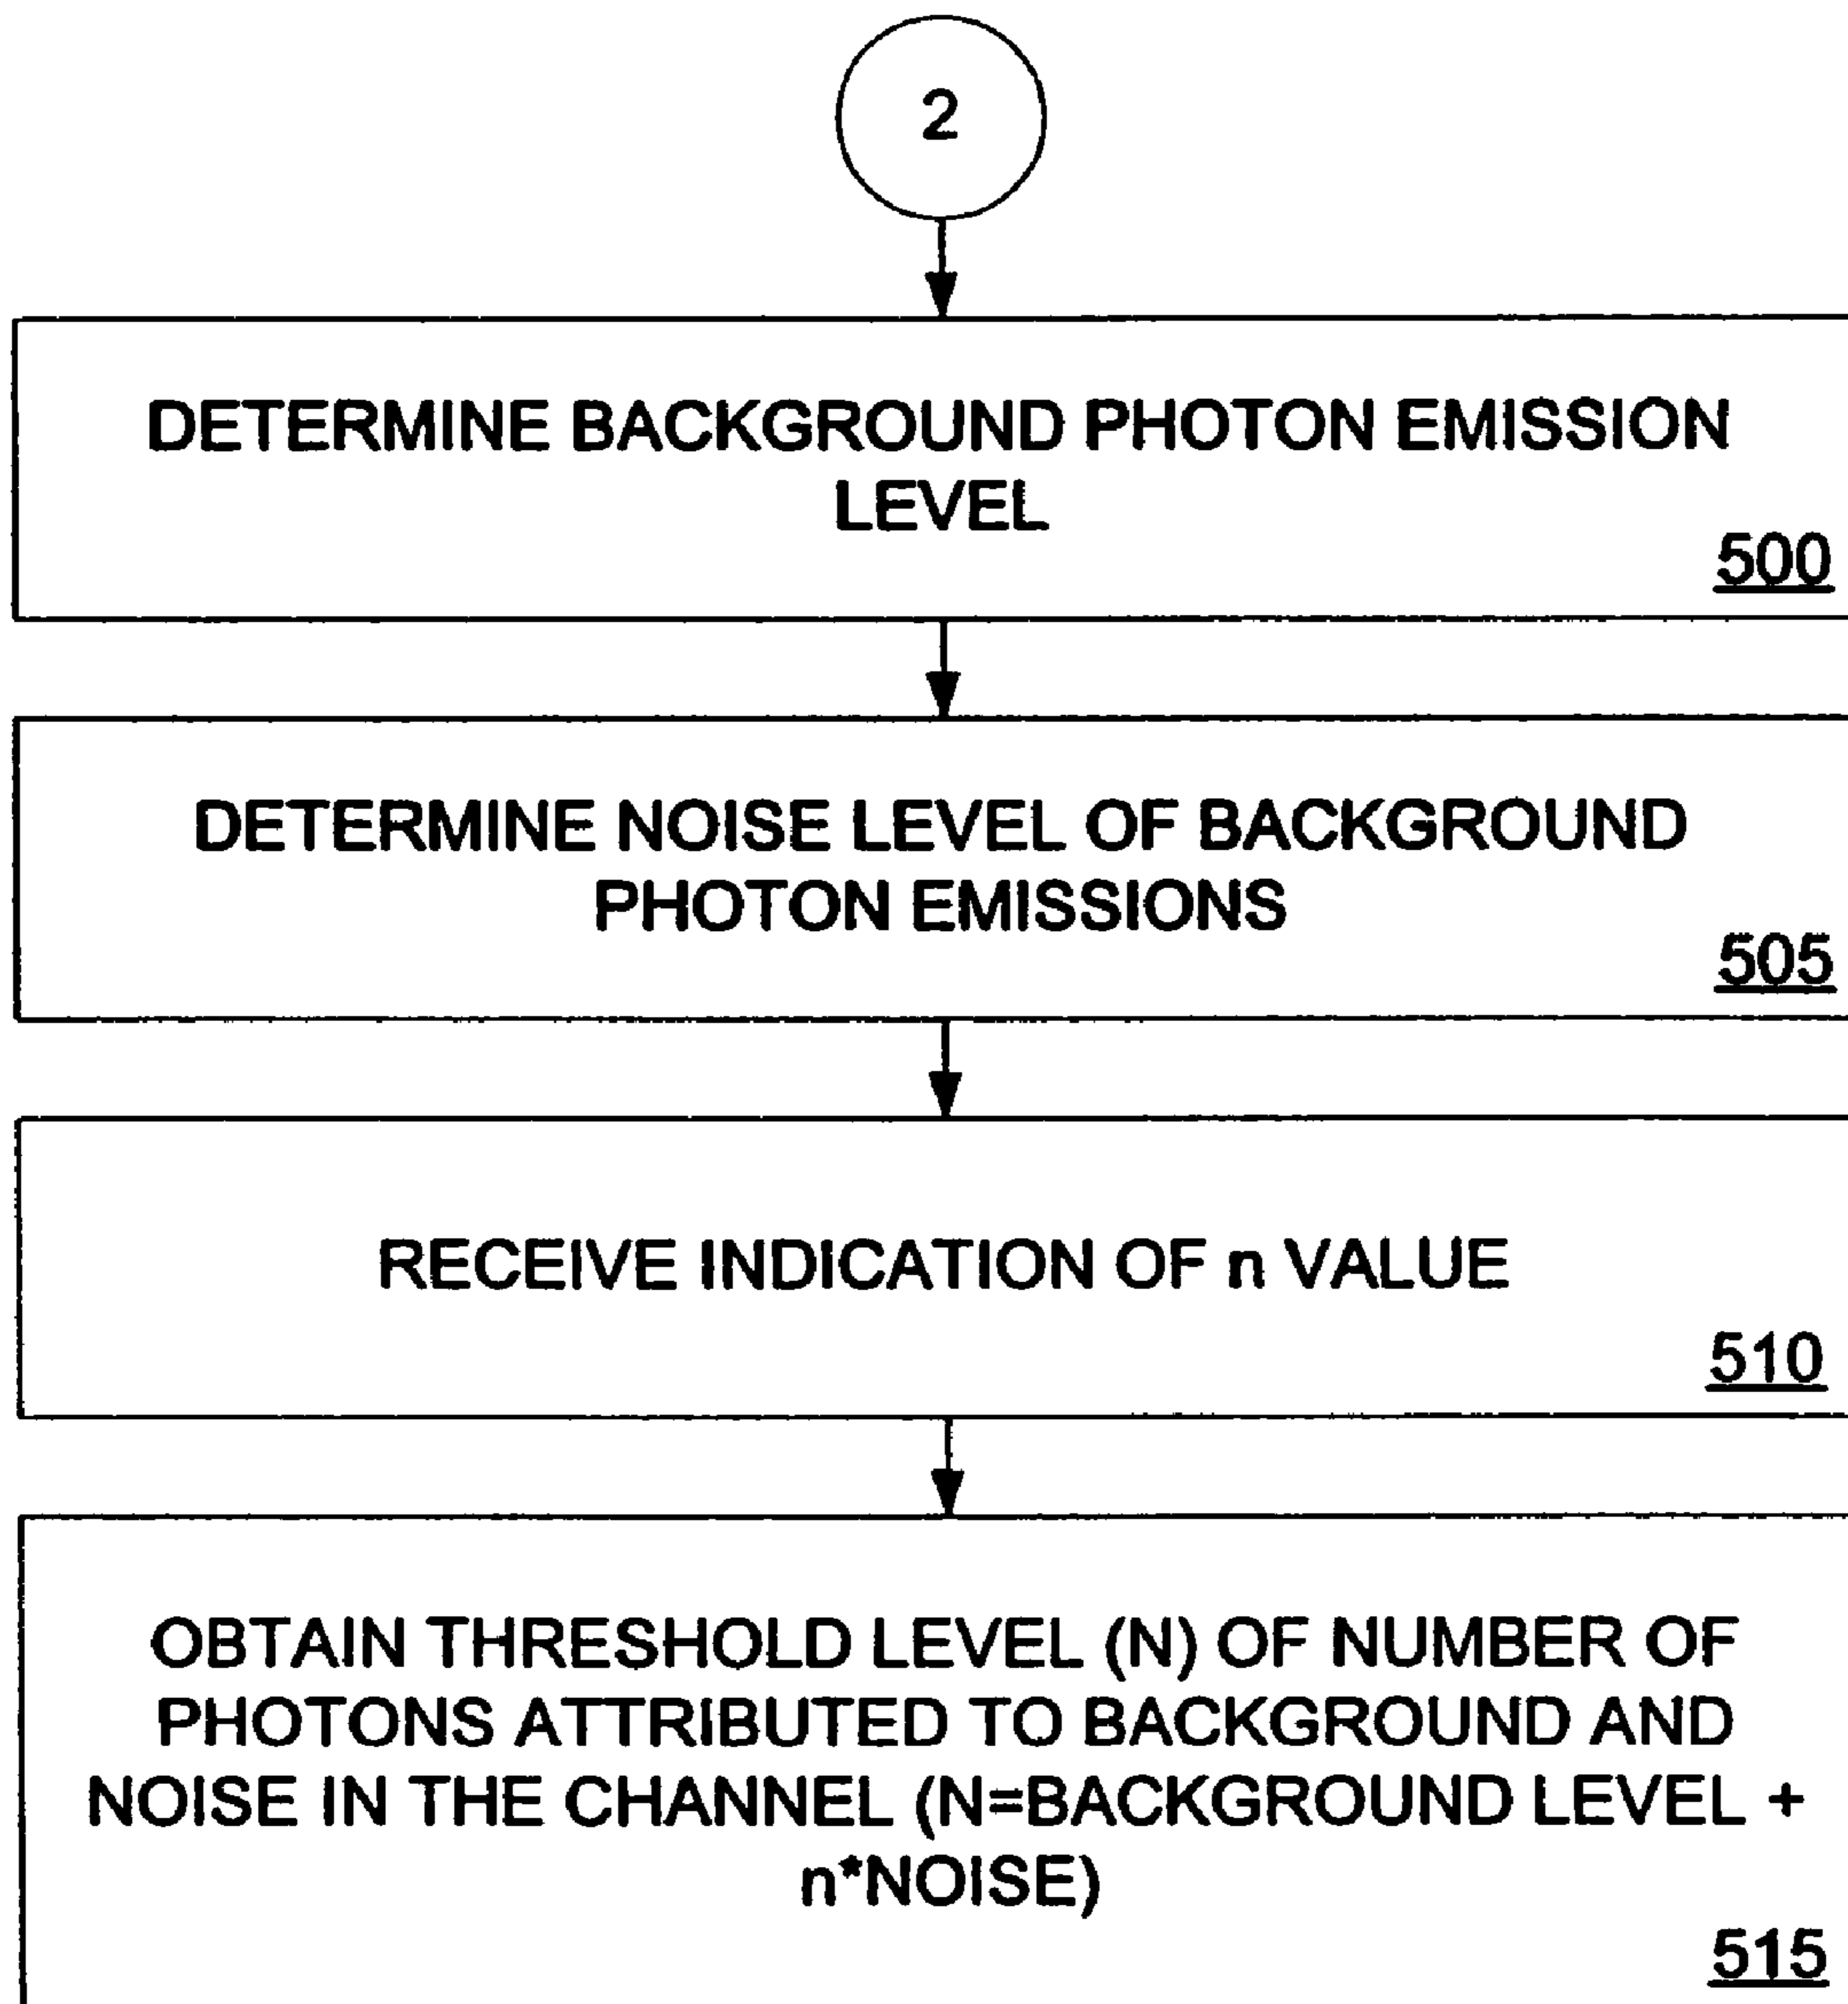 2
DETERMINE BACKGROUND PHOTON EMISSION
LEVEL
500
DETERMINE NOISE LEVEL OF BACKGROUND
PHOTON EMISSIONS
505
RECEIVE INDICATION OF n VALUE
510
OBTAIN THRESHOLD LEVEL (N) OF NUMBER OF
PHOTONS ATTRIBUTED TO BACKGROUND AND
NOISE IN THE CHANNEL (N=BACKGROUND LEVEL +
n*NOISE)
515